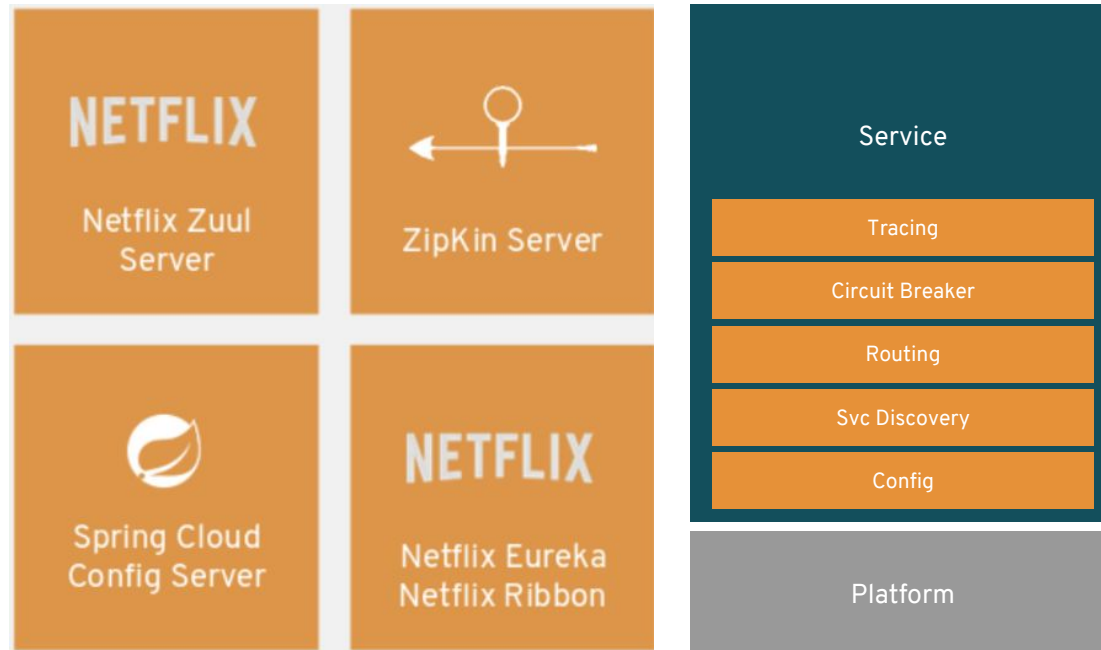 NETFLIX
Netflix Zuul
Server
ZipKin Server
Spring Cloud
Config Server
NETFLIX
Netflix Eureka
Netflix Ribbon
Service
Tracing
Circuit Breaker
Routing
Svc Discovery
Config
Platform